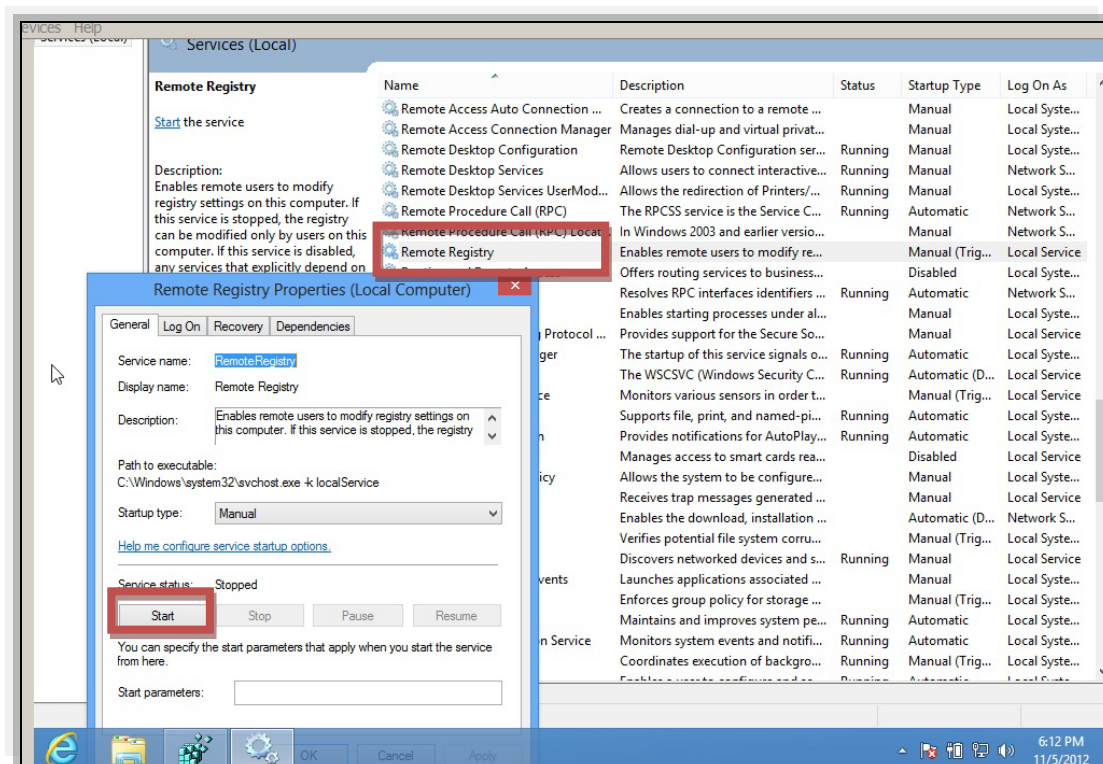 evices Help
Services (Local)
Services (Local)
Remote Registry
Start the service
Description:
Enables remote users to modify
registry settings on this computer. If
this service is stopped, the registry
can be modified only by users on this
computer. If this service is disabled,
any services that explicitly depend on
Name Description Status Startup Type Log On As
Remote Access Auto Connection ... Creates a connection to a remote ... Manual Local Syste...
Remote Access Connection Manager Manages dial-up and virtual privat... Manual Local Syste...
Remote Desktop Configuration Remote Desktop Configuration ser... Running Manual Local Syste...
Remote Desktop Services Allows users to connect interactive... Running Manual Network S...
Remote Desktop Services UserMod... Allows the redirection of Printers/... Running Manual Local Syste...
Remote Procedure Call (RPC) The RPCSS service is the Service C... Running Automatic Network S...
Remote Procedure Call (RPC) Locat... In Windows 2003 and earlier versio... Manual Network S...
Remote Registry Enables remote users to modify re... Manual (Trig... Local Service
Offers routing services to business... Disabled Local Syste...
Resolves RPC interfaces identifiers ... Running Automatic Network S...
Enables starting processes under al... Manual Local Syste...
Protocol ... Provides support for the Secure So... Manual Local Service
ger The startup of this service signals o... Running Automatic Local Syste...
The WSCSVC (Windows Security C... Running Automatic (D... Local Service
ce Monitors various sensors in order t... Manual (Trig... Local Service
Supports file, print, and named-pi... Running Automatic Local Syste...
n Provides notifications for AutoPlay... Running Automatic Local Syste...
Manages access to smart cards rea... Disabled Local Service
icy Allows the system to be configure... Manual Local Syste...
Receives trap messages generated ... Manual Local Service
Enables the download, installation ... Automatic (D... Network S...
Verifies potential file system corru... Manual (Trig... Local Syste...
Discovers networked devices and s... Running Manual Local Service
vents Launches applications associated ... Manual Local Syste...
Enforces group policy for storage ... Manual (Trig... Local Syste...
Maintains and improves system pe... Running Automatic Local Syste...
n Service Monitors system events and notifi... Running Automatic Local Syste...
Coordinates execution of backgro... Running Manual (Trig... Local Syste...
Remote Registry Properties (Local Computer)
General Log On Recovery Dependencies
Service name: RemoteRegistry
Display name: Remote Registry
Description: Enables remote users to modify registry settings on
this computer. If this service is stopped, the registry
Path to executable:
C:\Windows\system32\svchost.exe -k localService
Startup type: Manual
Help me configure service startup options.
Service status: Stopped
Start Stop Pause Resume
You can specify the start parameters that apply when you start the service
from here.
Start parameters:
OK Cancel Apply
6:12 PM
11/5/2012